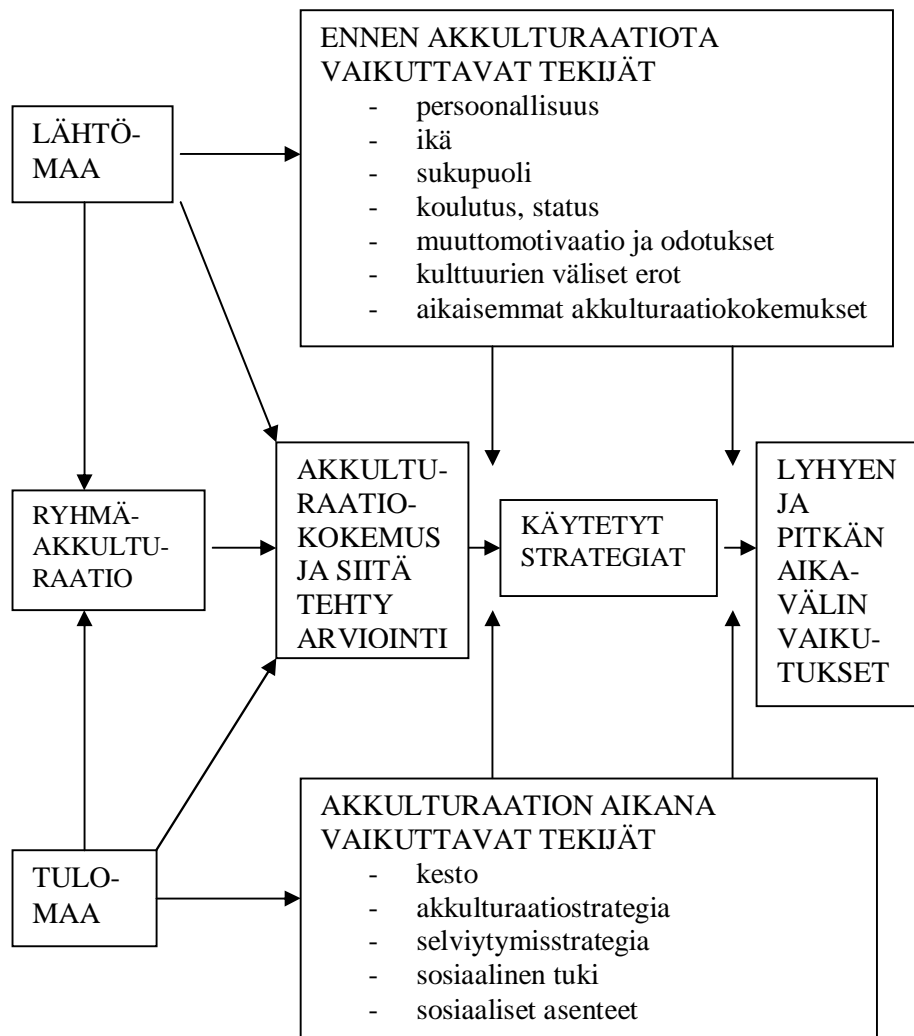 ENNEN AKKULTURAATIOTA
VAIKUTTAVAT TEKIJÄT
- persoonallisuus
- ikä
- sukupuoli
- koulutus, status
- muuttomotivaatio ja odotukset
- kulttuurien väliset erot
- aikaisemmat akkulturaatiokokemukset
LÄHTÖ-
MAA
RYHMÄ-
AKKULTU-
RAATIO
AKKULTU-
RAATIO-
KOKEMUS
JA SIITÄ
TEHTY
ARVIOINTI
KÄYTETYT
STRATEGIAT
LYHYEN
JA
PITKÄN
AIKA-
VÄLIN
VAIKU-
TUKSET
TULO-
MAA
AKKULTURAATION AIKANA
VAIKUTTAVAT TEKIJÄT
- kesto
- akkulturaatiostrategia
- selviytymisstrategia
- sosiaalinen tuki
- sosiaaliset asenteet